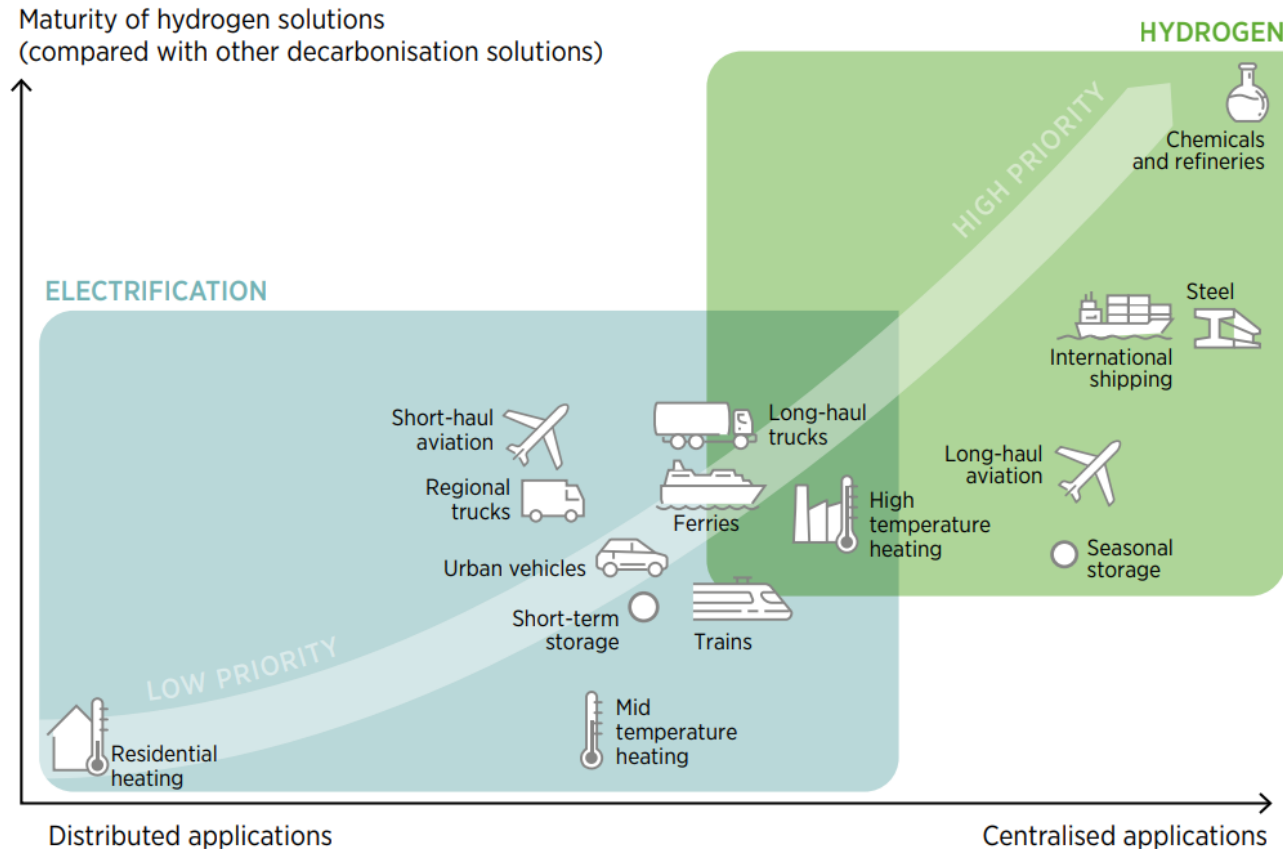 Maturity of hydrogen solutions
(compared with other decarbonisation solutions)
HYDROGEN
HIGH PRIORITY
Chemicals
and refineries
ELECTRIFICATION
Steel
International
shipping
Short-haul
aviation
Long-haul
trucks
Long-haul
aviation
Regional
trucks
Ferries
High
temperature
heating
Urban vehicles
Seasonal
storage
Short-term
storage
Trains
LOW PRIORITY
Mid
temperature
heating
Residential
heating
Distributed applications
Centralised applications